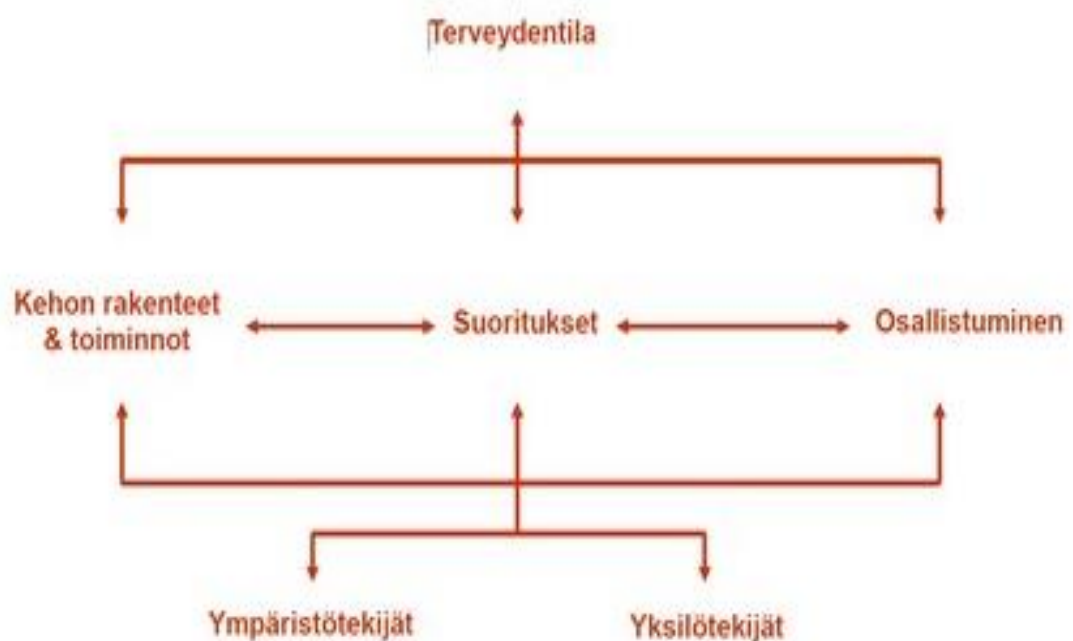 Terveydentila
Kehon rakenteet
& toiminnot
Suoritukset
Osallistuminen
Ympäristötekijät
Yksilötekijät